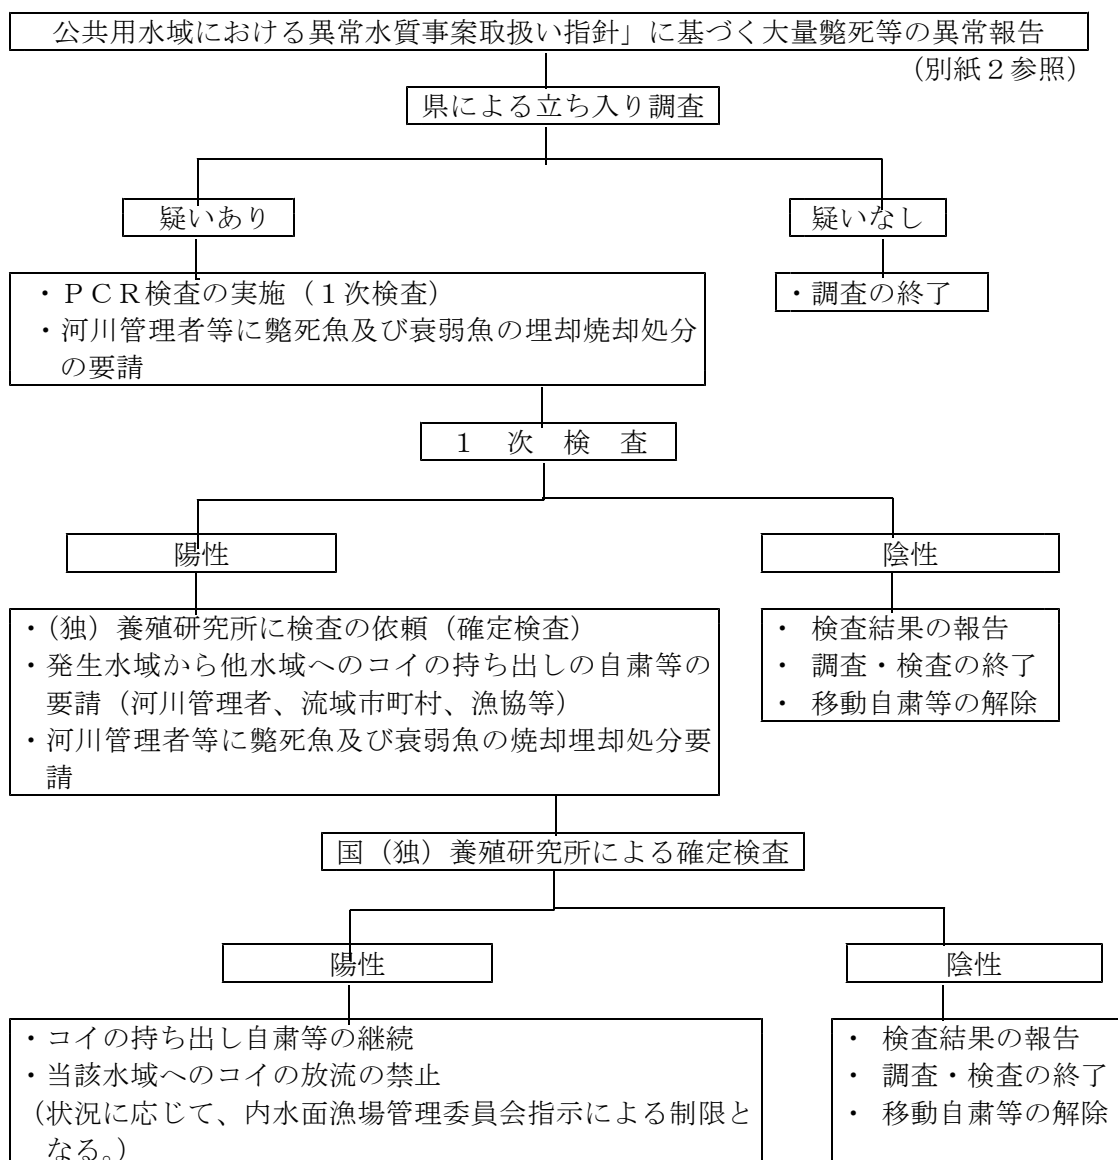 公共用水域における異常水質事案取扱い指針」に基づく大量斃死等の異常報告
（別紙２参照）
県による立ち入り調査
疑いあり
疑いなし
・ＰＣＲ検査の実施（１次検査）
・河川管理者等に斃死魚及び衰弱魚の埋却焼却処分
の要請
・調査の終了
１　次　検　査
陽性
陰性
・（独）養殖研究所に検査の依頼（確定検査）
・発生水域から他水域へのコイの持ち出しの自粛等の
要請（河川管理者、流域市町村、漁協等）
・河川管理者等に斃死魚及び衰弱魚の焼却埋却処分要
請
・　検査結果の報告
・　調査・検査の終了
・　移動自粛等の解除
国（独）養殖研究所による確定検査
陽性
陰性
・コイの持ち出し自粛等の継続
・当該水域へのコイの放流の禁止
（状況に応じて、内水面漁場管理委員会指示による制限と
なる。）
・　検査結果の報告
・　調査・検査の終了
・　移動自粛等の解除